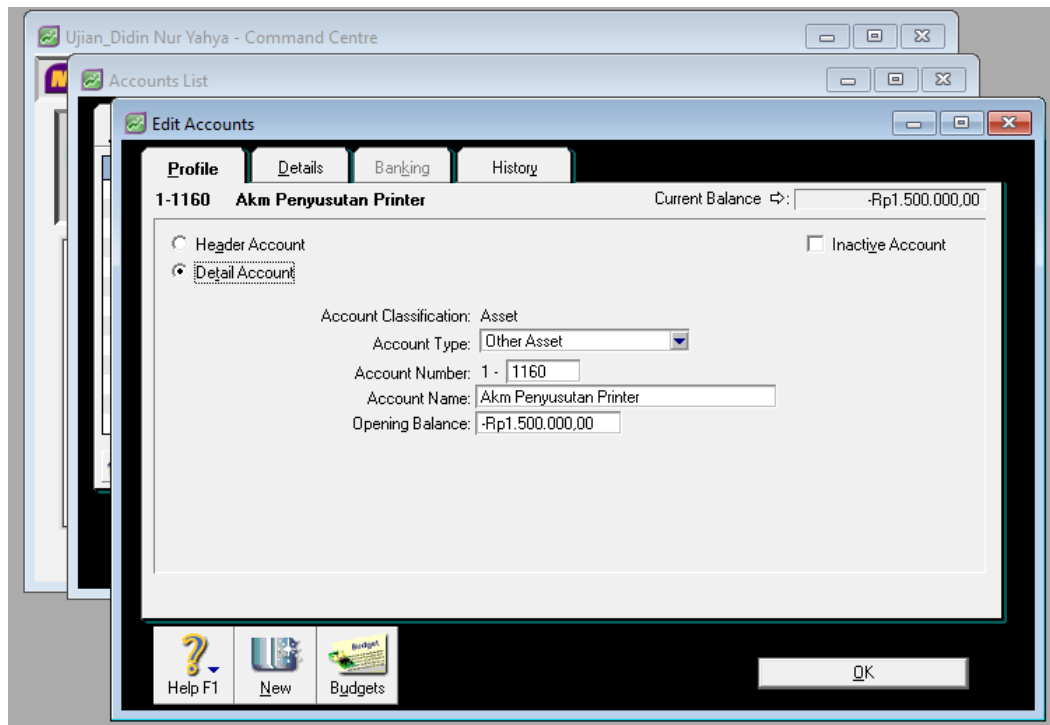 Ujian_Didin Nur Yahya - Command Centre
Accounts List
Edit Accounts
Profile Details Banking History
1-1160 Akm Penyusutan Printer Current Balance ⇨: -Rp1.500.000,00
Header Account Inactive Account
Detail Account
Account Classification: Asset
Account Type: Other Asset
Account Number: 1 - 1160
Account Name: Akm Penyusutan Printer
Opening Balance: -Rp1.500.000,00
Budget
Help F1 New Budgets OK